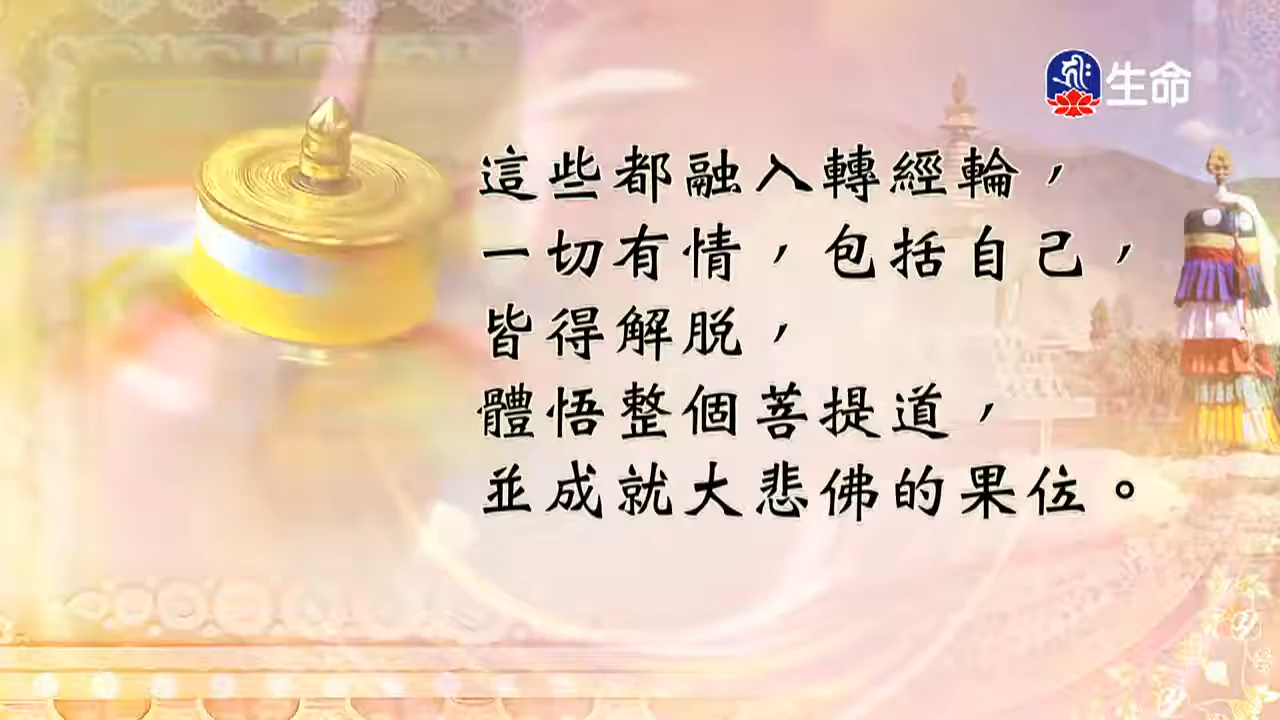 生命
這些都融入轉經輪，
一切有情，包括自己，
皆得解脫，
體悟整個菩提道，
並成就大悲佛的果位。